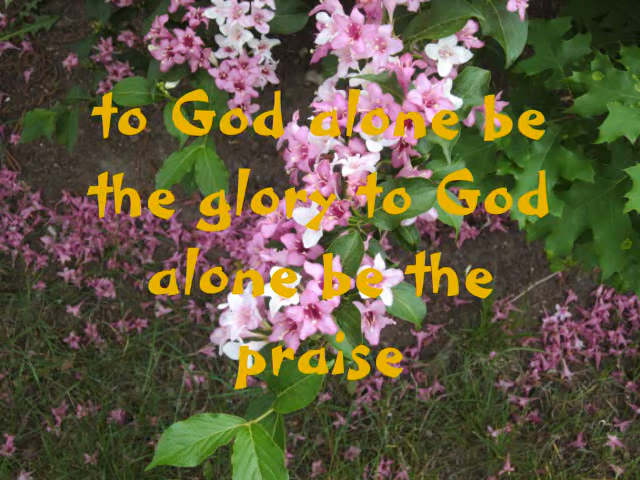 to God alone be
the glory to God
alone be the
praise